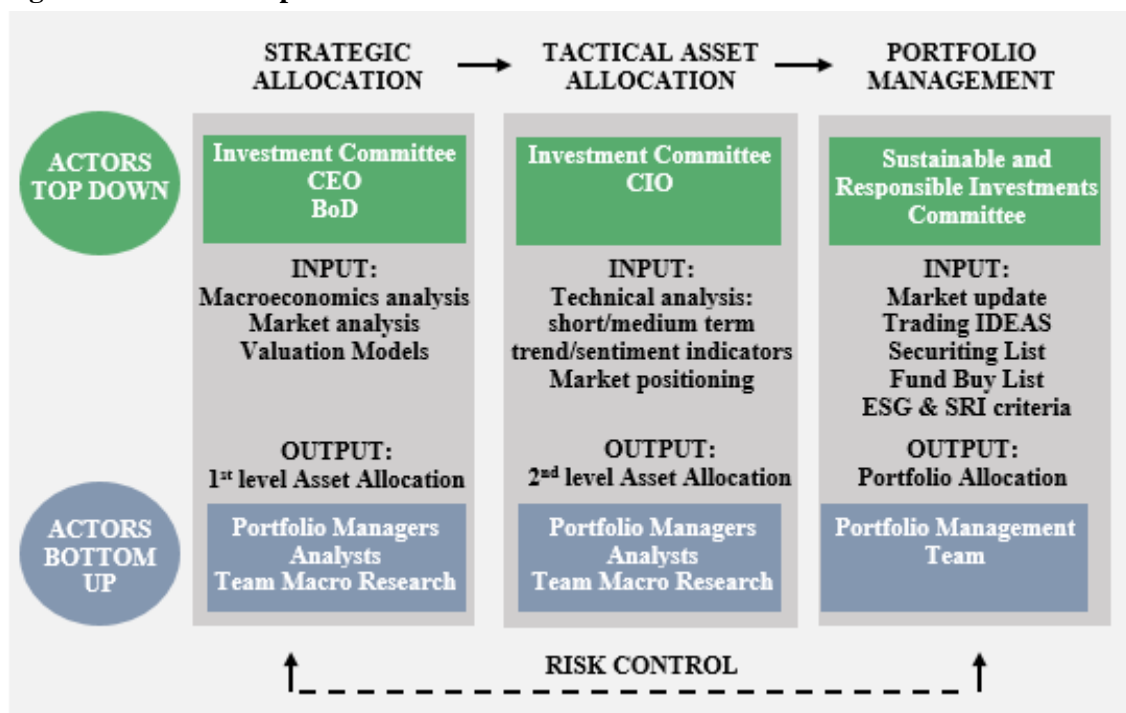 STRATEGIC
ALLOCATION
TACTICAL ASSET
ALLOCATION
PORTFOLIO
MANAGEMENT
ACTORS
TOP DOWN
Investment Committee
CEO
BoD
Investment Committee
CIO
Sustainable and
Responsible Investments
Committee
INPUT:
Macroeconomics analysis
Market analysis
Valuation Models
INPUT:
Technical analysis:
short/medium term
trend/sentiment indicators
Market positioning
INPUT:
Market update
Trading IDEAS
Securiting List
Fund Buy List
ESG & SRI criteria
OUTPUT:
1st level Asset Allocation
OUTPUT:
2nd level Asset Allocation
OUTPUT:
Portfolio Allocation
ACTORS
BOTTOM
UP
Portfolio Managers
Analysts
Team Macro Research
Portfolio Managers
Analysts
Team Macro Research
Portfolio Management
Team
RISK CONTROL